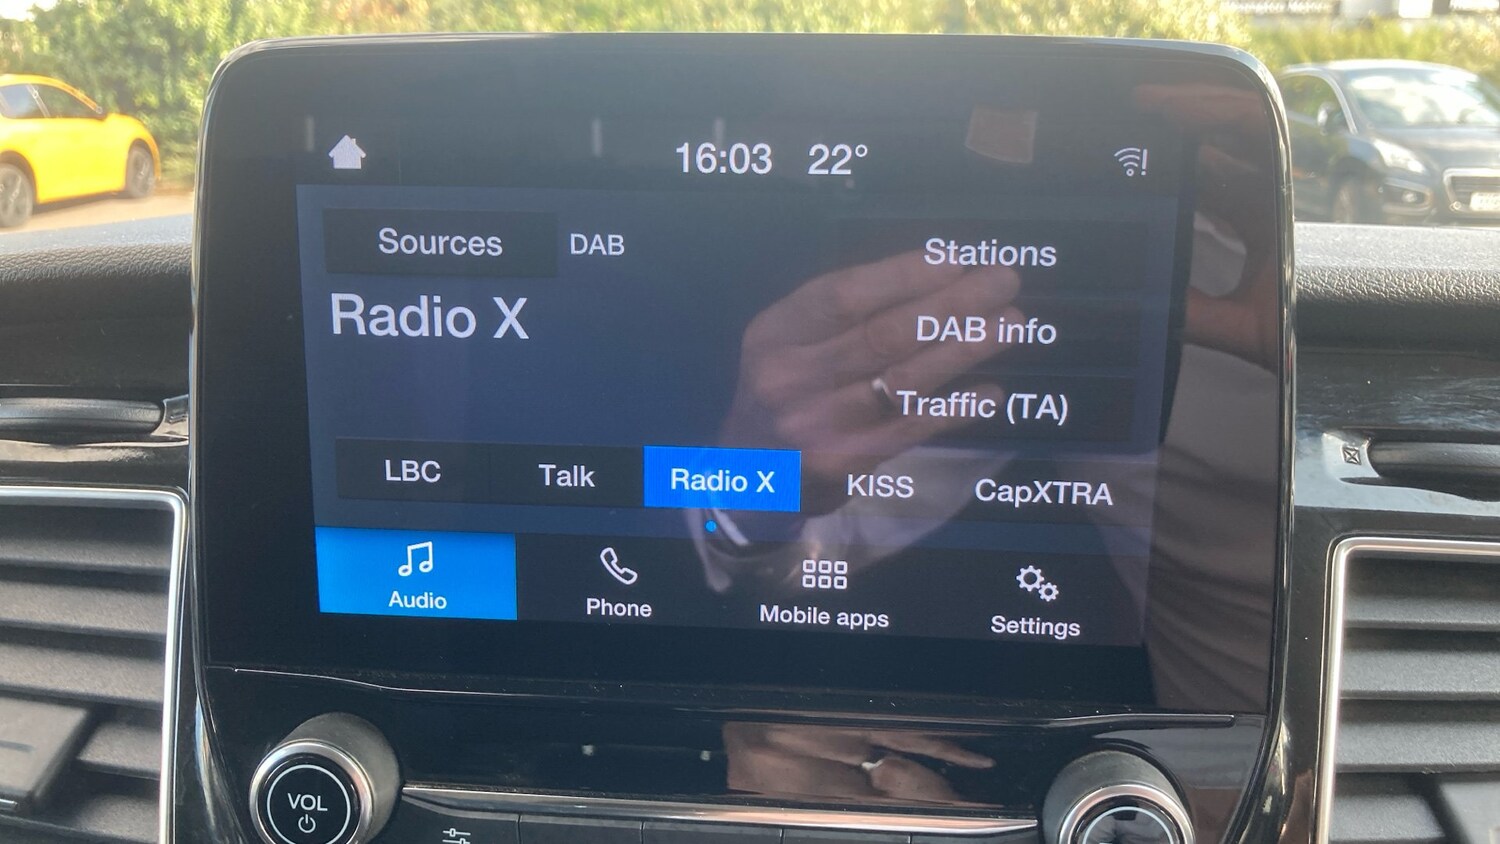 16:03 22°
Sources DAB
Stations
Radio X
DAB info
Traffic (TA)
LBC Talk Radio X KISS CapXTRA
Audio Phone Mobile apps Settings
VOL